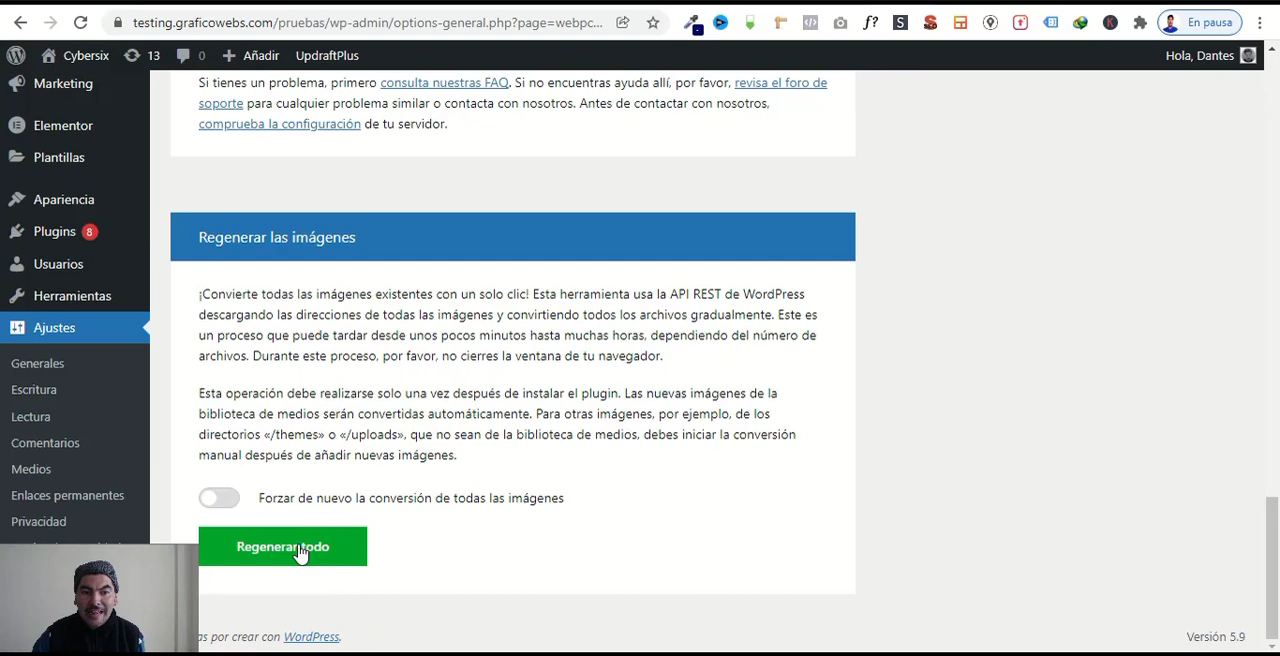 testing.graficowebs.com/pruebas/wp-admin/options-general.php?page=webpc...
f?
S
K
En pausa
Cybersix
13
0
Añadir
UpdraftPlus
Hola, Dantes
Marketing
Elementor
Plantillas
Apariencia
Plugins 8
Usuarios
Herramientas
Ajustes
Generales
Escritura
Lectura
Comentarios
Medios
Enlaces permanentes
Privacidad
Si tienes un problema, primero consulta nuestras FAQ. Si no encuentras ayuda allí, por favor, revisa el foro de
soporte para cualquier problema similar o contacta con nosotros. Antes de contactar con nosotros,
comprueba la configuración de tu servidor.
Regenerar las imágenes
¡Convierte todas las imágenes existentes con un solo clic! Esta herramienta usa la API REST de WordPress
descargando las direcciones de todas las imágenes y convirtiendo todos los archivos gradualmente. Este es
un proceso que puede tardar desde unos pocos minutos hasta muchas horas, dependiendo del número de
archivos. Durante este proceso, por favor, no cierres la ventana de tu navegador.
Esta operación debe realizarse solo una vez después de instalar el plugin. Las nuevas imágenes de la
biblioteca de medios serán convertidas automáticamente. Para otras imágenes, por ejemplo, de los
directorios «/themes» o «/uploads», que no sean de la biblioteca de medios, debes iniciar la conversión
manual después de añadir nuevas imágenes.
Forzar de nuevo la conversión de todas las imágenes
Regenerar todo
as por crear con WordPress.
Versión 5.9